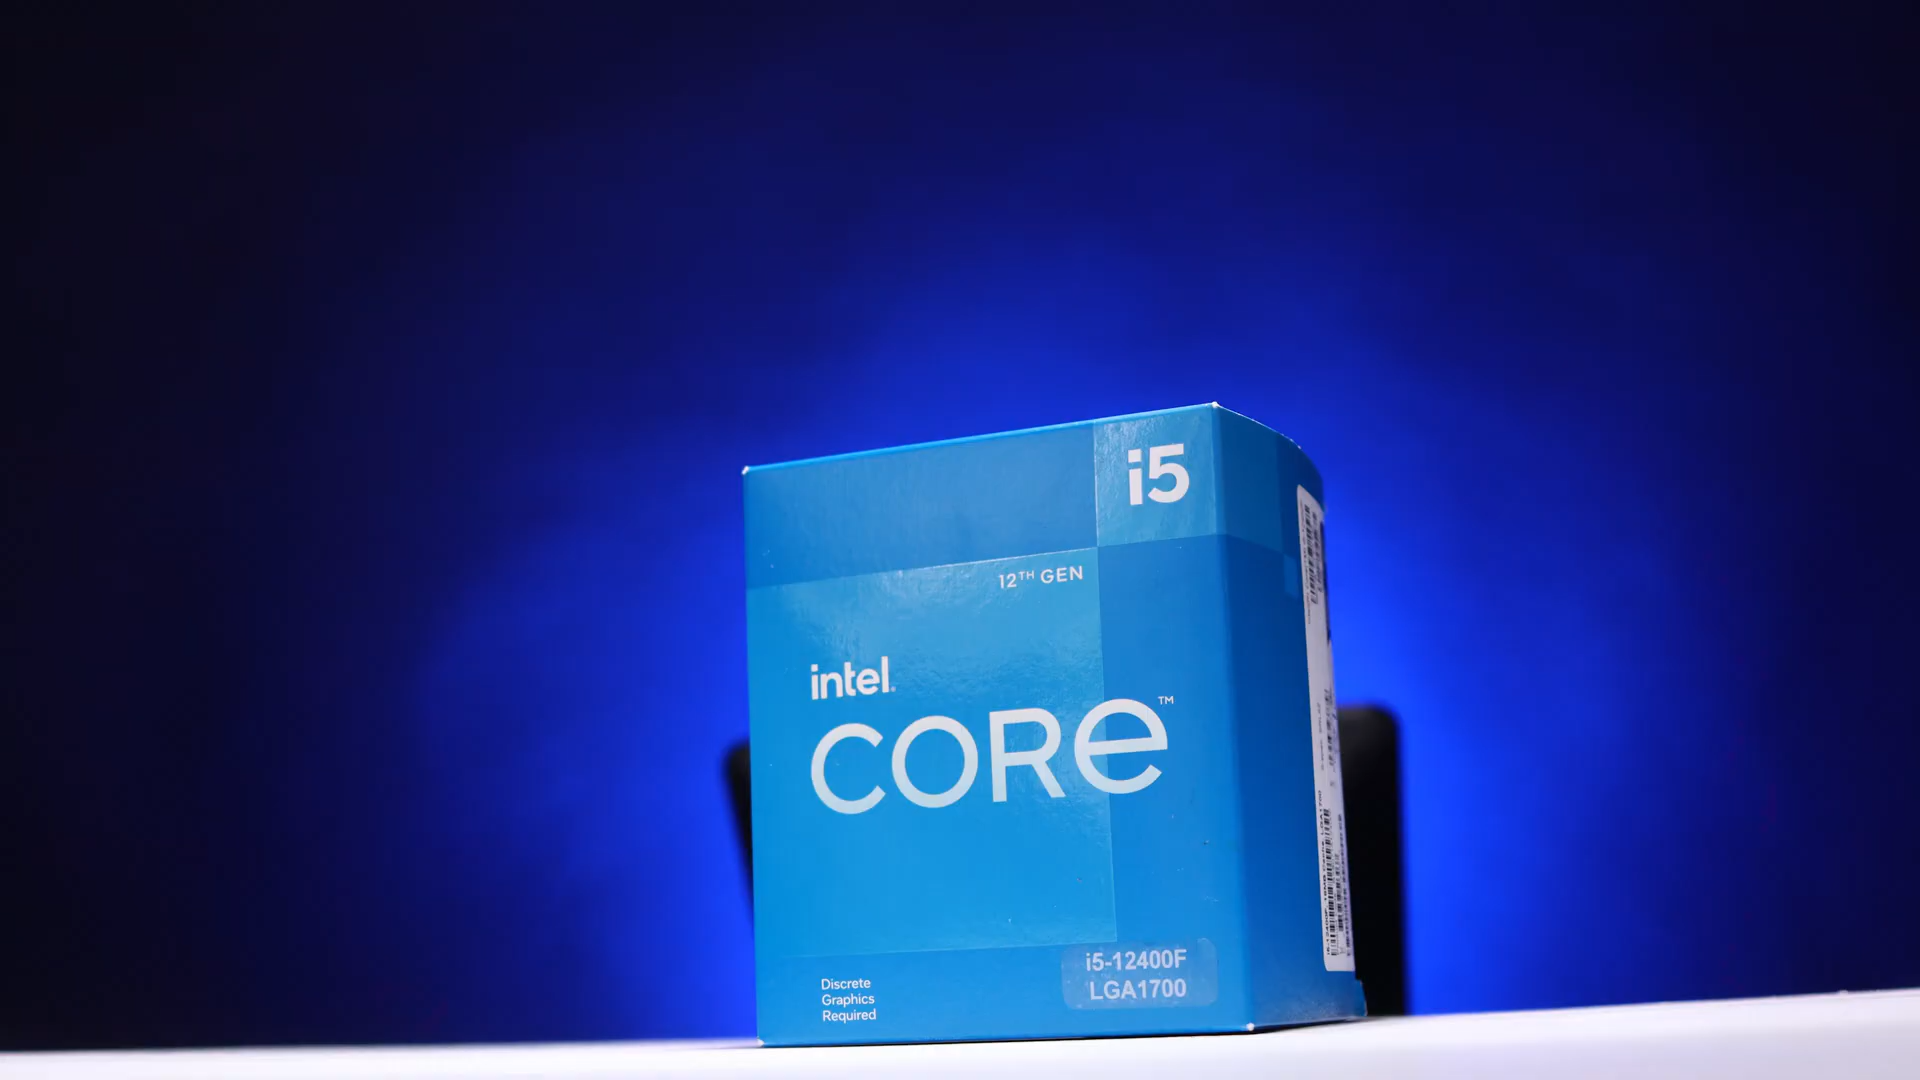 i5
12TH GEN
intel.
CORe™
i5-12400F
LGA1700
Discrete
Graphics
Required